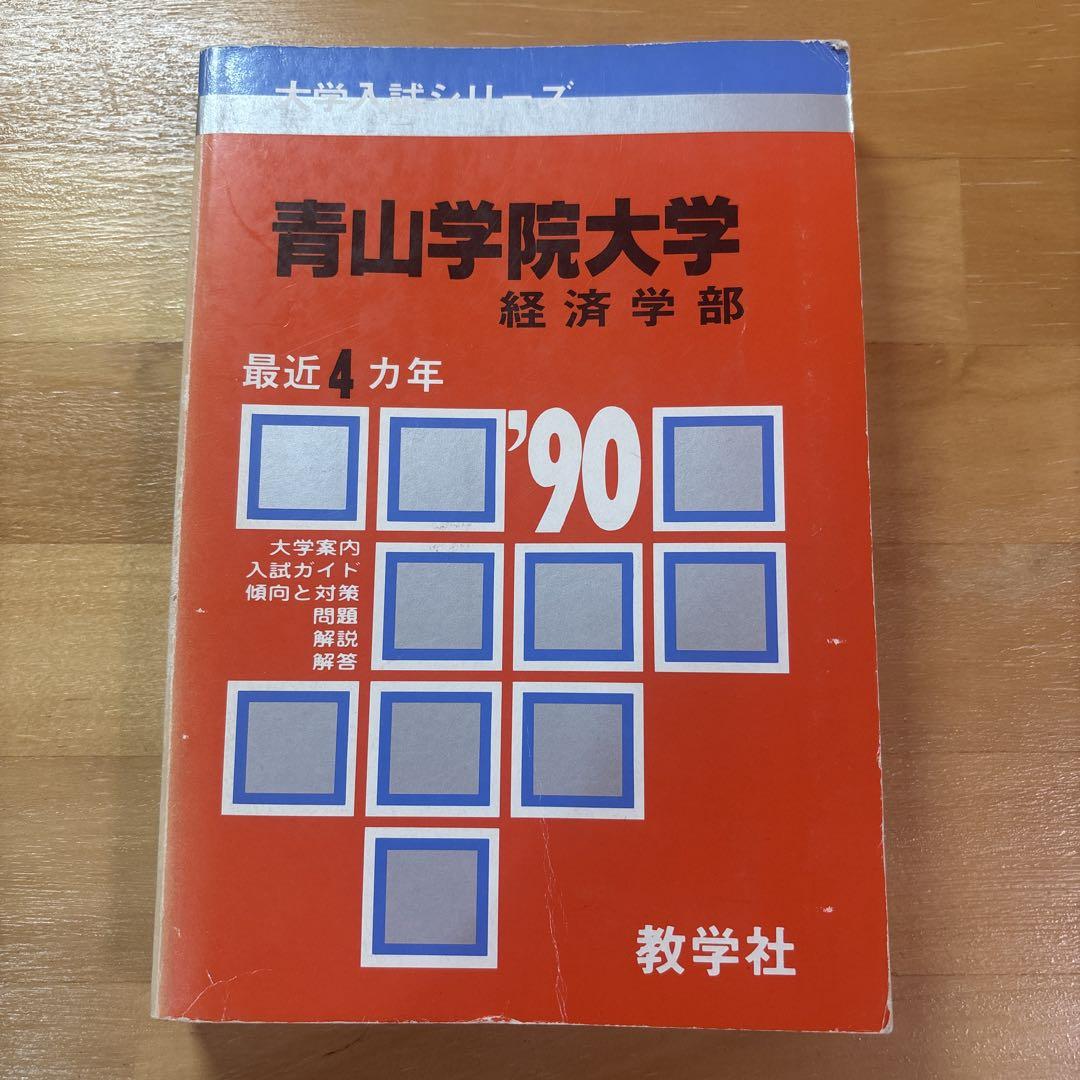 大学入試シリーズ
青山学院大学
経済学部
最近4カ年
'90
大学案内
入試ガイド
傾向と対策
問題
解説
解答
教学社